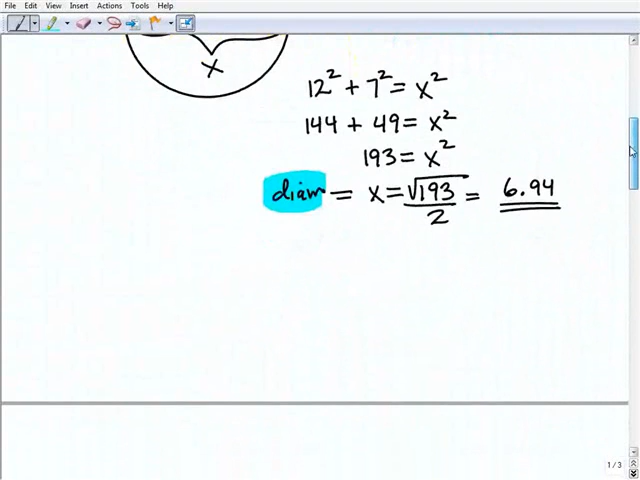 File Edit View Insert Actions Tools Help
x
12² + 7² = x²
144 + 49 = x²
193 = x²
diam = x = √193/2 = 6.94
1/3